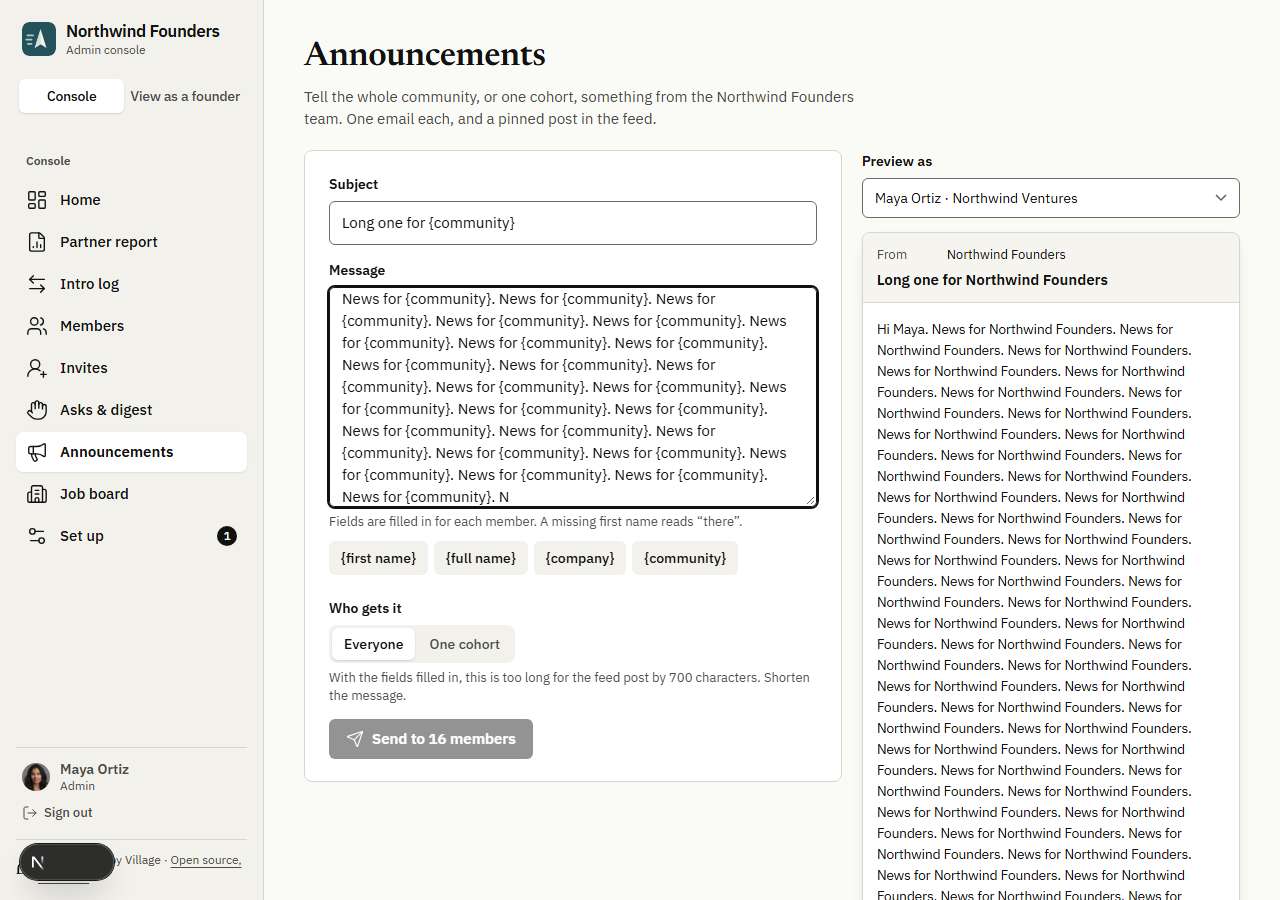 Northwind Founders
Admin console
Console
View as a founder
Console
Home
Partner report
Intro log
Members
Invites
Asks & digest
Announcements
Job board
Set up
1
Maya Ortiz
Admin
Sign out
y Village · Open source,
Announcements
Tell the whole community, or one cohort, something from the Northwind Founders
team. One email each, and a pinned post in the feed.
Subject
Long one for {community}
Message
News for {community}. News for {community}. News for
{community}. News for {community}. News for {community}. News
for {community}. News for {community}. News for {community}.
News for {community}. News for {community}. News for
{community}. News for {community}. News for {community}. News
for {community}. News for {community}. News for {community}.
News for {community}. News for {community}. News for
{community}. News for {community}. News for {community}. News
for {community}. News for {community}. News for {community}.
News for {community}. N
Fields are filled in for each member. A missing first name reads “there”.
{first name}
{full name}
{company}
{community}
Who gets it
Everyone
One cohort
With the fields filled in, this is too long for the feed post by 700 characters. Shorten
the message.
Send to 16 members
Preview as
Maya Ortiz · Northwind Ventures
From
Northwind Founders
Long one for Northwind Founders
Hi Maya. News for Northwind Founders. News for
Northwind Founders. News for Northwind Founders.
News for Northwind Founders. News for Northwind
Founders. News for Northwind Founders. News for
Northwind Founders. News for Northwind Founders.
News for Northwind Founders. News for Northwind
Founders. News for Northwind Founders. News for
Northwind Founders. News for Northwind Founders.
News for Northwind Founders. News for Northwind
Founders. News for Northwind Founders. News for
Northwind Founders. News for Northwind Founders.
News for Northwind Founders. News for Northwind
Founders. News for Northwind Founders. News for
Northwind Founders. News for Northwind Founders.
News for Northwind Founders. News for Northwind
Founders. News for Northwind Founders. News for
Northwind Founders. News for Northwind Founders.
News for Northwind Founders. News for Northwind
Founders. News for Northwind Founders. News for
Northwind Founders. News for Northwind Founders.
News for Northwind Founders. News for Northwind
Founders. News for Northwind Founders. News for
Northwind Founders. News for Northwind Founders.
News for Northwind Founders. News for Northwind
Founders. News for Northwind Founders. News for
Northwind Founders. News for Northwind Founders.
News for Northwind Founders. News for Northwind
Founders. News for Northwind Founders. News for